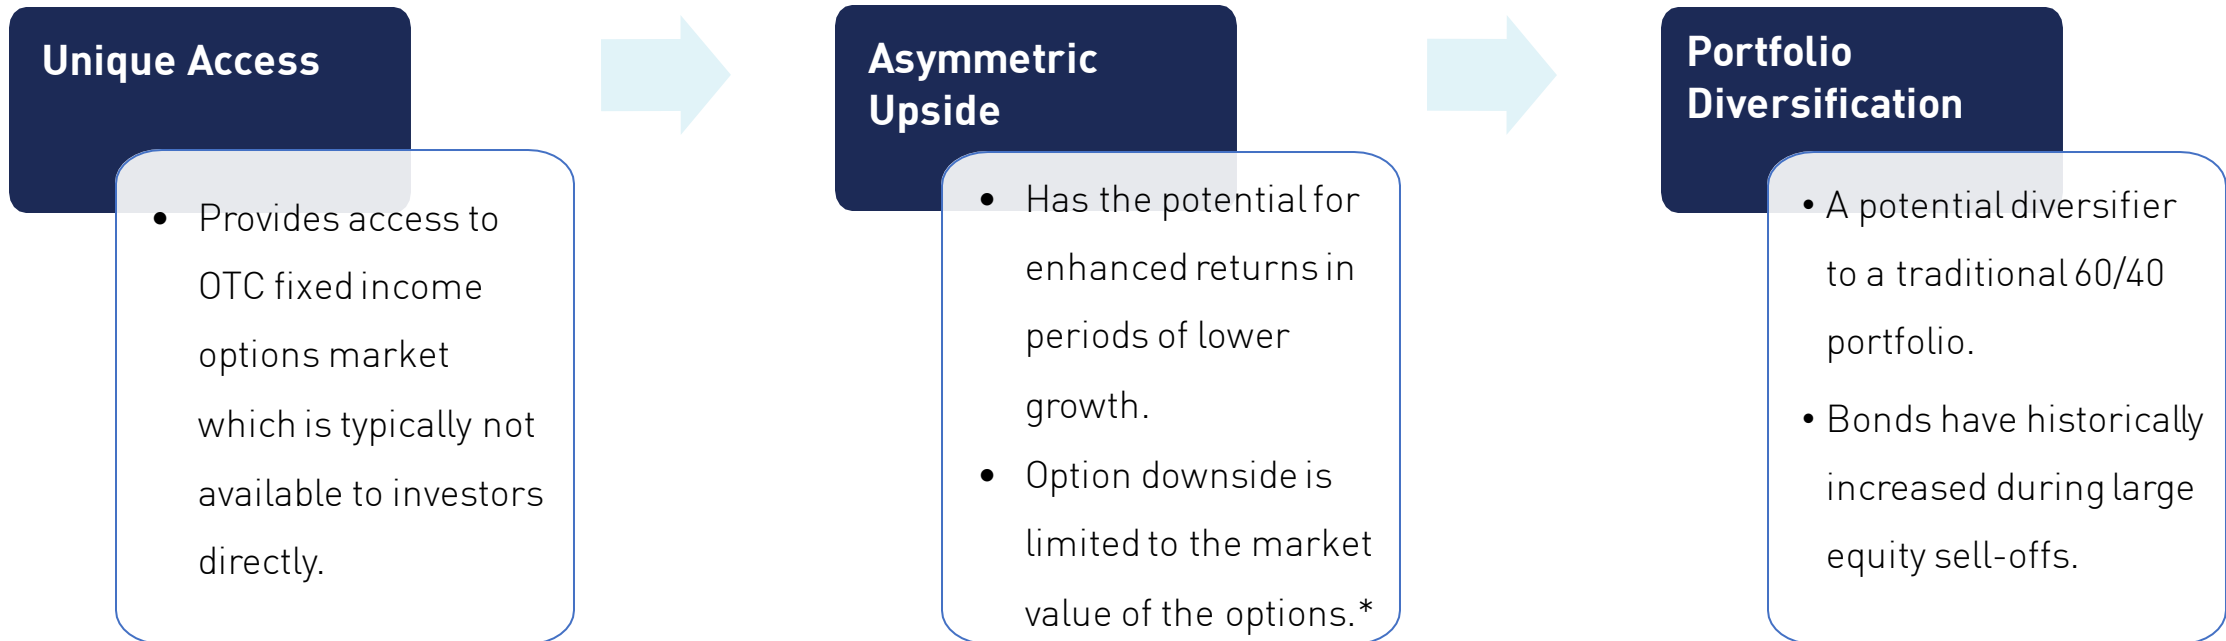 Unique Access
• Provides access to
OTC fixed income
options market
which is typically not
available to investors
directly.
Asymmetric
Upside
• Has the potential for
enhanced returns in
periods of lower
growth.
• Option downside is
limited to the market
value of the options.*
Portfolio
Diversification
• A potential diversifier
to a traditional 60/40
portfolio.
• Bonds have historically
increased during large
equity sell-offs.